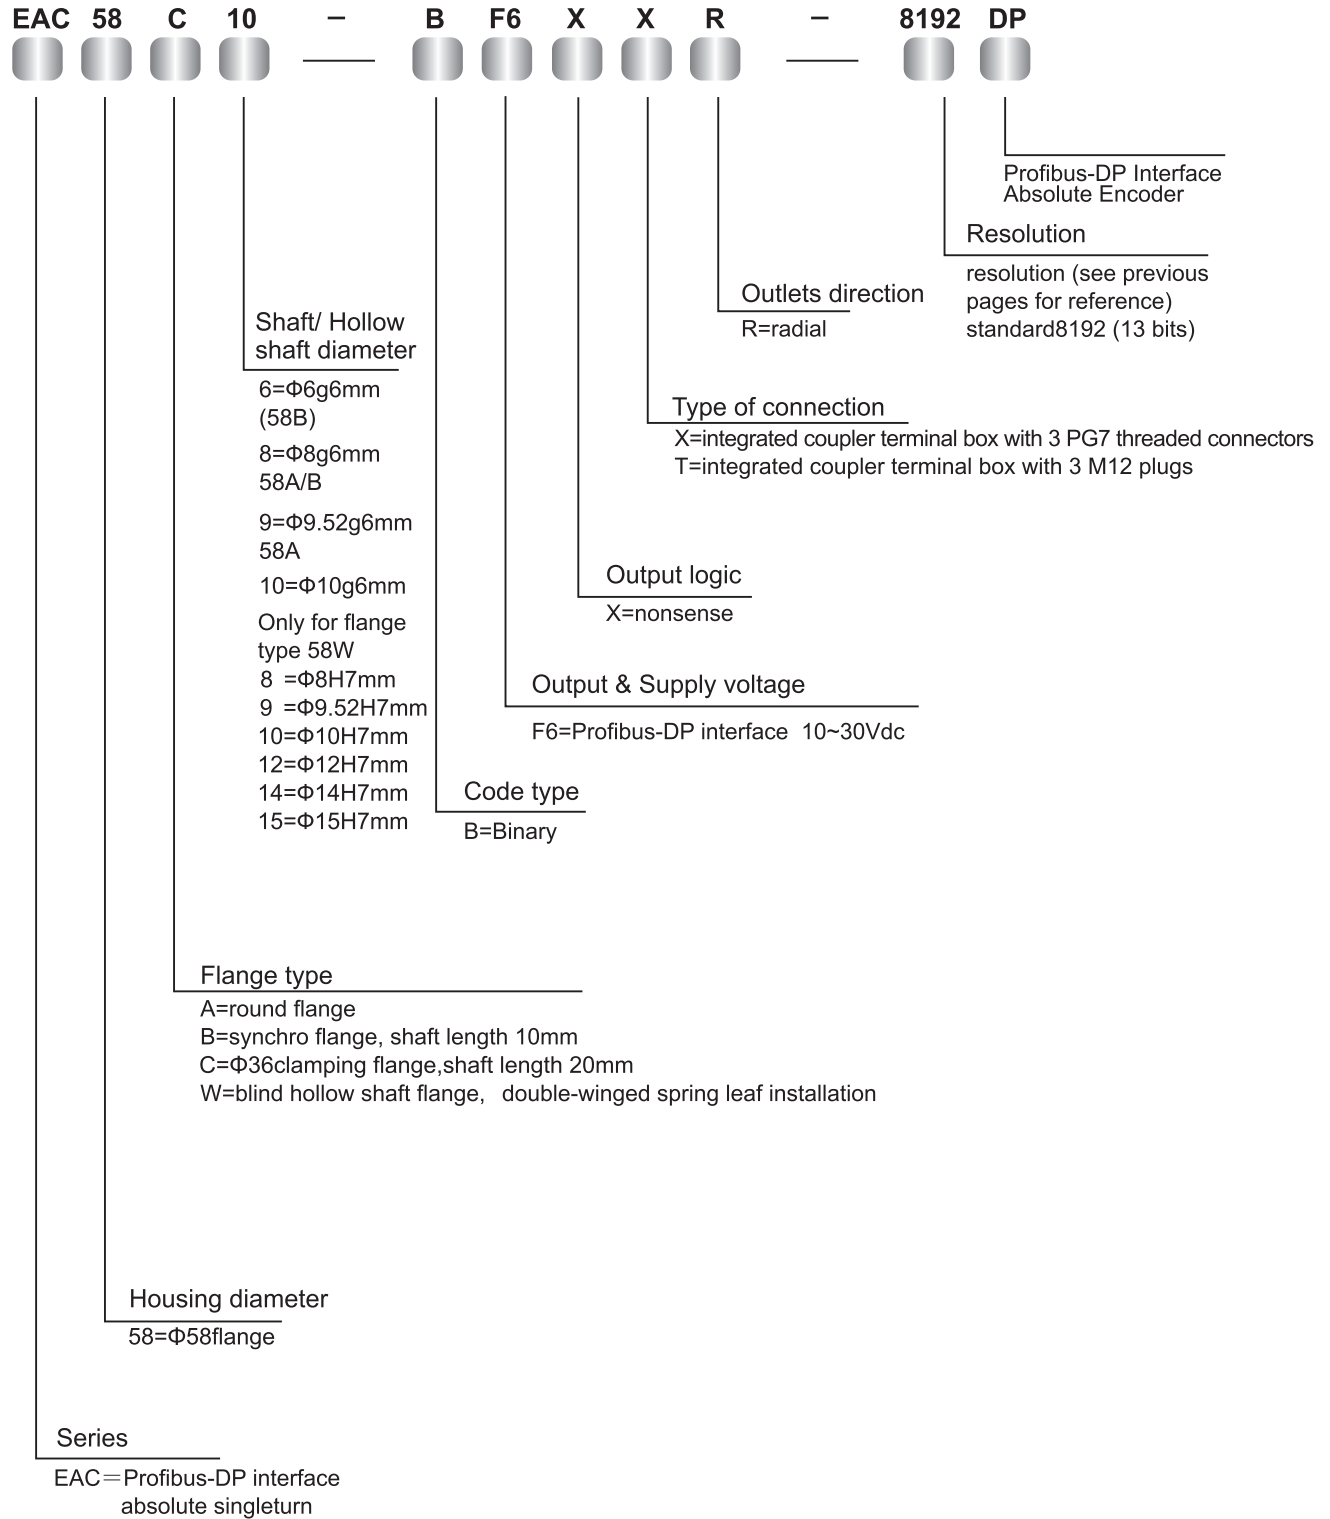 EAC 58 C 10 – B F6 X X R – 8192 DP
Profibus-DP Interface
Absolute Encoder
Resolution
resolution (see previous
pages for reference)
standard8192 (13 bits)
Outlets direction
R=radial
Shaft/ Hollow
shaft diameter
6=Φ6g6mm
(58B)
8=Φ8g6mm
58A/B
9=Φ9.52g6mm
58A
10=Φ10g6mm
Only for flange
type 58W
8 =Φ8H7mm
9 =Φ9.52H7mm
10=Φ10H7mm
12=Φ12H7mm
14=Φ14H7mm
15=Φ15H7mm
Type of connection
X=integrated coupler terminal box with 3 PG7 threaded connectors
T=integrated coupler terminal box with 3 M12 plugs
Output logic
X=nonsense
Output & Supply voltage
F6=Profibus-DP interface 10~30Vdc
Code type
B=Binary
Flange type
A=round flange
B=synchro flange, shaft length 10mm
C=Φ36clamping flange,shaft length 20mm
W=blind hollow shaft flange, double-winged spring leaf installation
Housing diameter
58=Φ58flange
Series
EAC=Profibus-DP interface
absolute singleturn